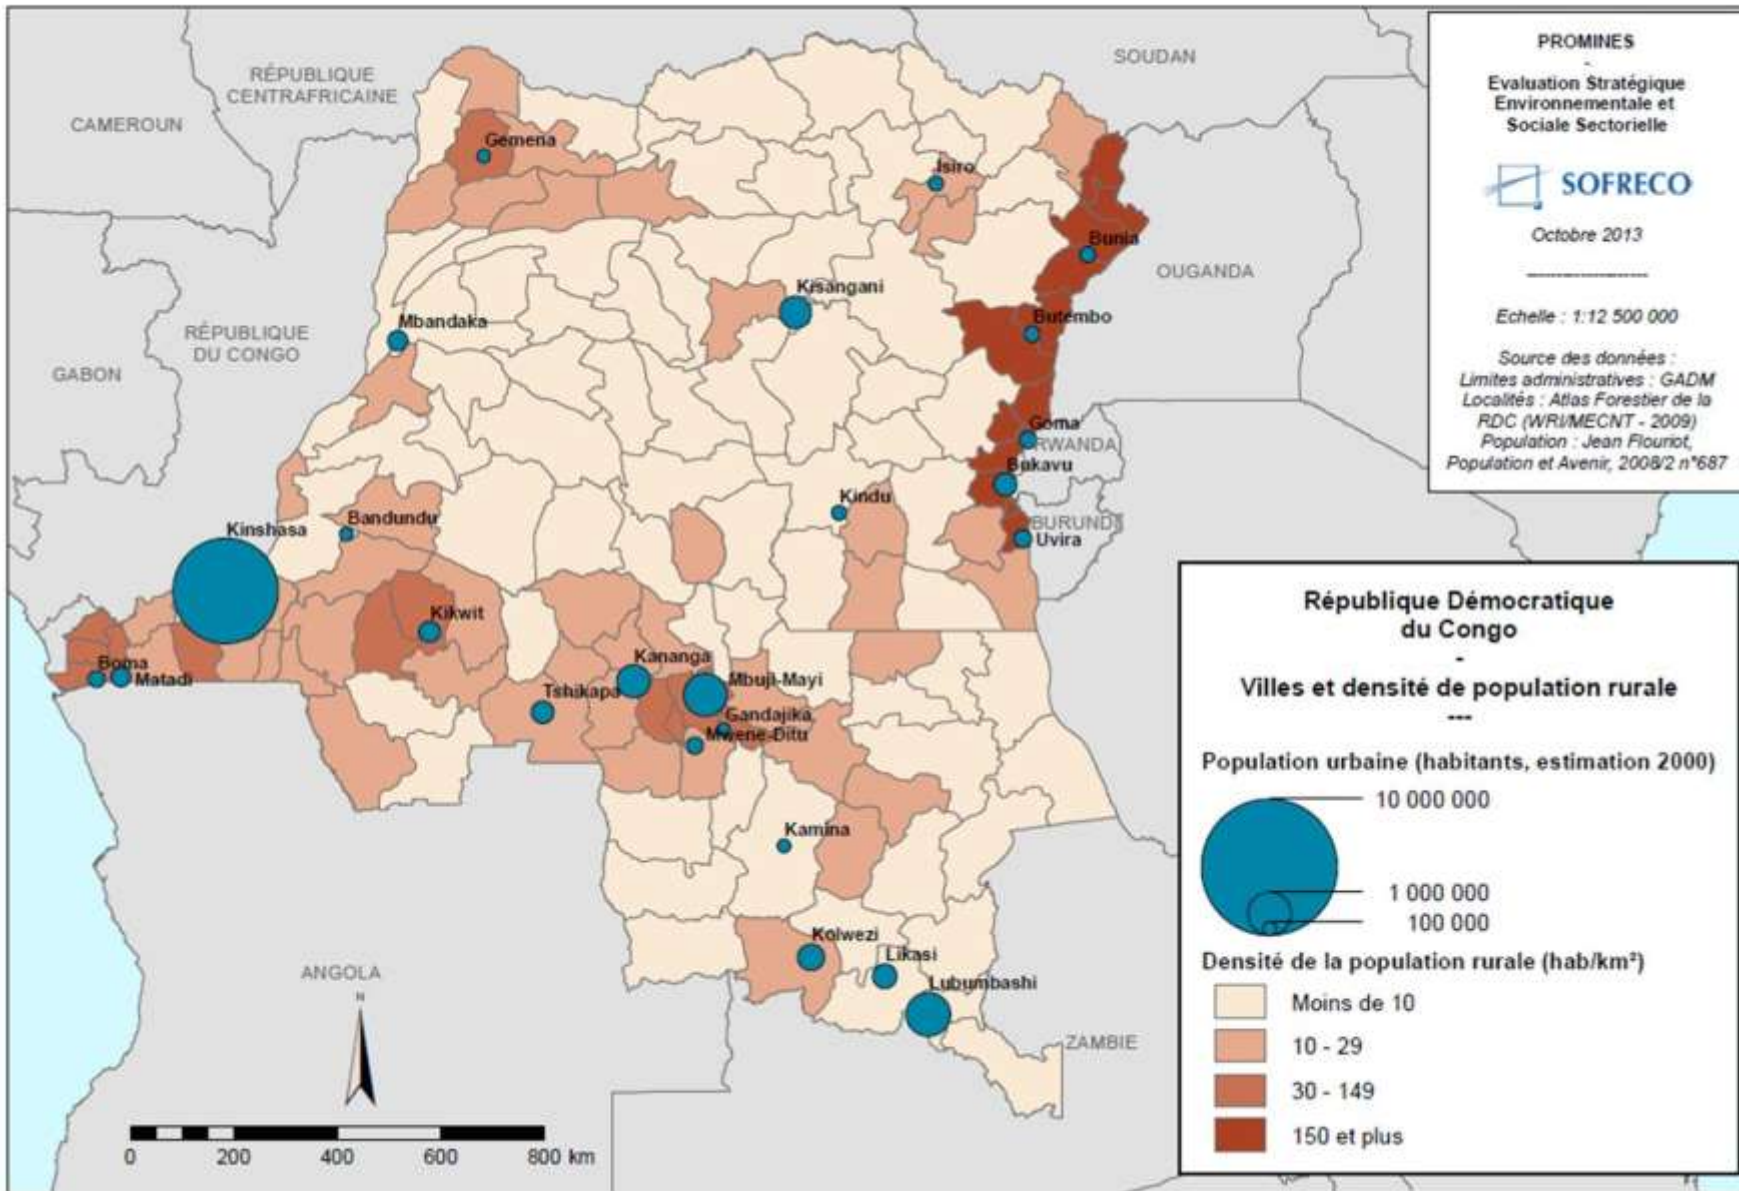 PROMINES
-
Evaluation Stratégique
Environnementale et
Sociale Sectorielle
SOFRECO
Octobre 2013
--------------------
Echelle : 1:12 500 000
Source des données :
Limites administratives : GADM
Localités : Atlas Forestier de la
RDC (WRI/MECNT - 2009)
Population : Jean Flouriot,
Population et Avenir, 2008/2 n°687
SOUDAN
RÉPUBLIQUE
CENTRAFRICAINE
CAMEROUN
Gemena
Isiro
Bunia
OUGANDA
Kisangani
Butembo
Mbandaka
RÉPUBLIQUE
DU CONGO
GABON
Goma
RWANDA
Bukavu
Kindu
BURUNDI
Uvira
Bandundu
Kinshasa
Kikwit
Boma
Matadi
Kananga
Tshikapa
Mbuji-Mayi
Gandajika
Mwene-Ditu
Kamina
Kolwezi
Likasi
Lubumbashi
ANGOLA
ZAMBIE
N
0 200 400 600 800 km
République Démocratique
du Congo
-
Villes et densité de population rurale
---
Population urbaine (habitants, estimation 2000)
10 000 000
1 000 000
100 000
Densité de la population rurale (hab/km²)
Moins de 10
10 - 29
30 - 149
150 et plus